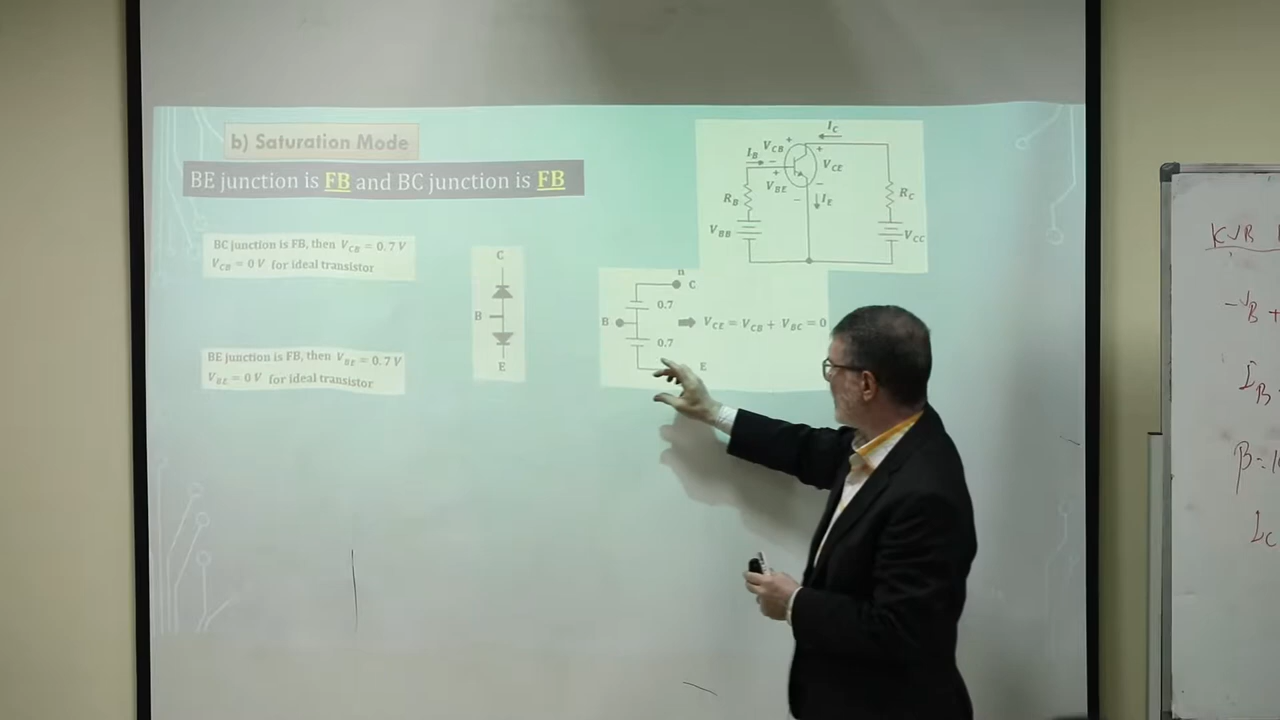 b) Saturation Mode
BE junction is FB and BC junction is FB
BC junction is FB, then V_CB = 0.7 V
V_CB = 0 V for ideal transistor
BE junction is FB, then V_BE = 0.7 V
V_BE = 0 V for ideal transistor
C
B
E
n
C
0.7
B
0.7
E
V_CE = V_CB + V_BC = 0
I_C
V_CB +
I_B
− +
V_CE
+
V_BE
−
−
I_E
R_B
R_C
V_BB
V_CC
KVB
-V_B +
I_B
β = 1
I_C